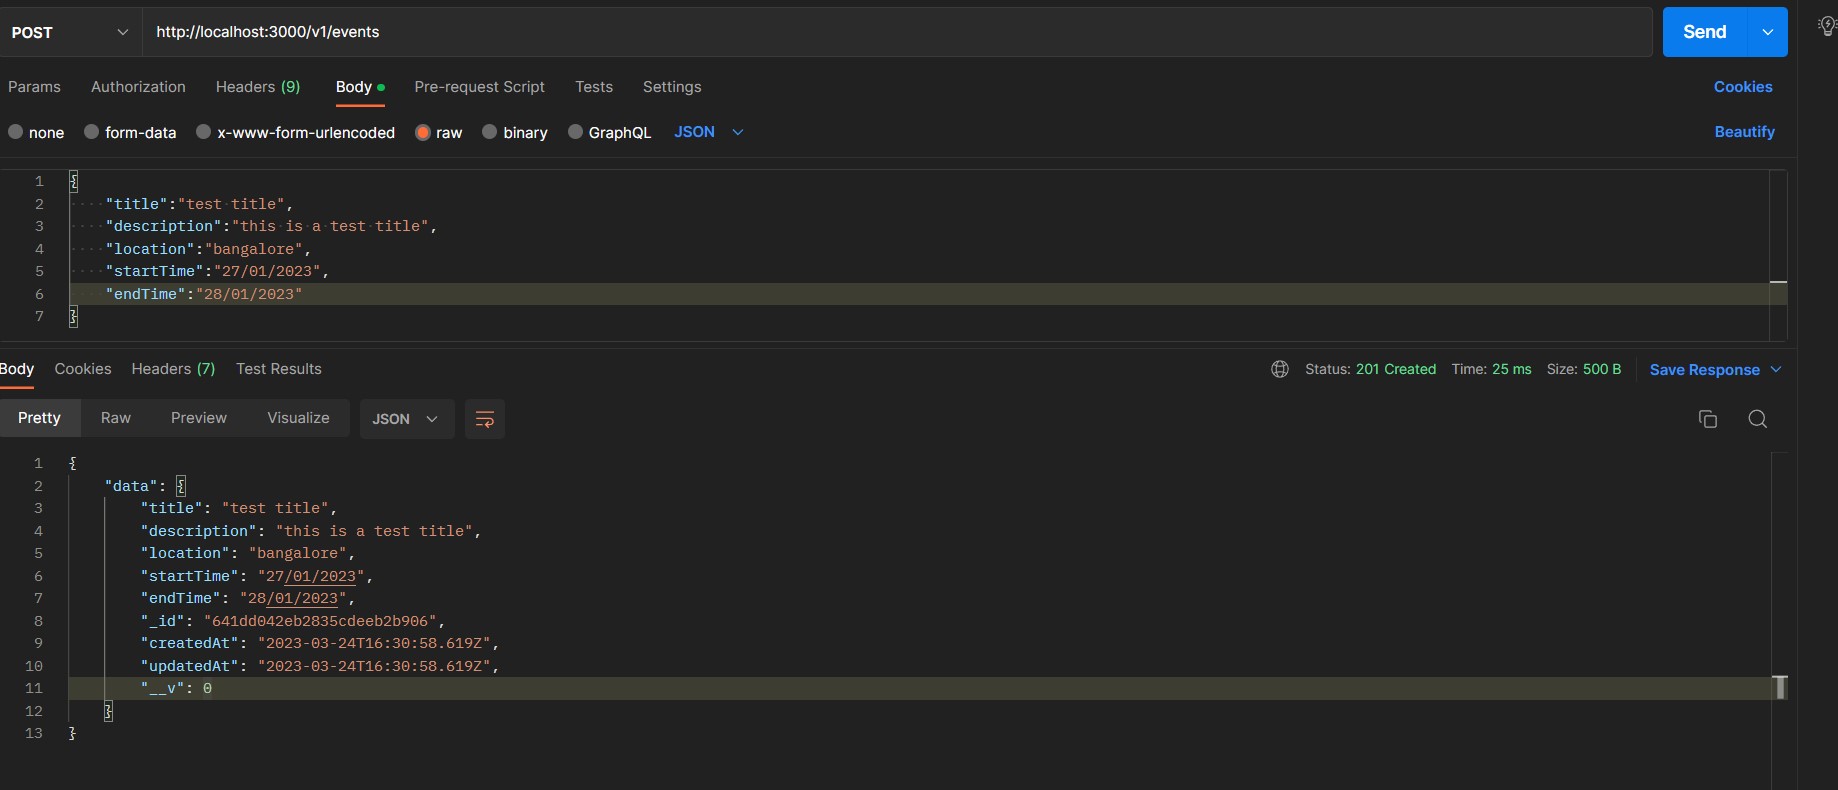 POST http://localhost:3000/v1/events Send
Params Authorization Headers (9) Body Pre-request Script Tests Settings Cookies
none form-data x-www-form-urlencoded raw binary GraphQL JSON Beautify
1 {
2 "title":"test title",
3 "description":"this is a test title",
4 "location":"bangalore",
5 "startTime":"27/01/2023",
6 "endTime":"28/01/2023"
7 }
Body Cookies Headers (7) Test Results Status: 201 Created Time: 25 ms Size: 500 B Save Response
Pretty Raw Preview Visualize JSON
1 {
2 "data": {
3 "title": "test title",
4 "description": "this is a test title",
5 "location": "bangalore",
6 "startTime": "27/01/2023",
7 "endTime": "28/01/2023",
8 "_id": "641dd042eb2835cdeeb2b906",
9 "createdAt": "2023-03-24T16:30:58.619Z",
10 "updatedAt": "2023-03-24T16:30:58.619Z",
11 "__v": 0
12 }
13 }